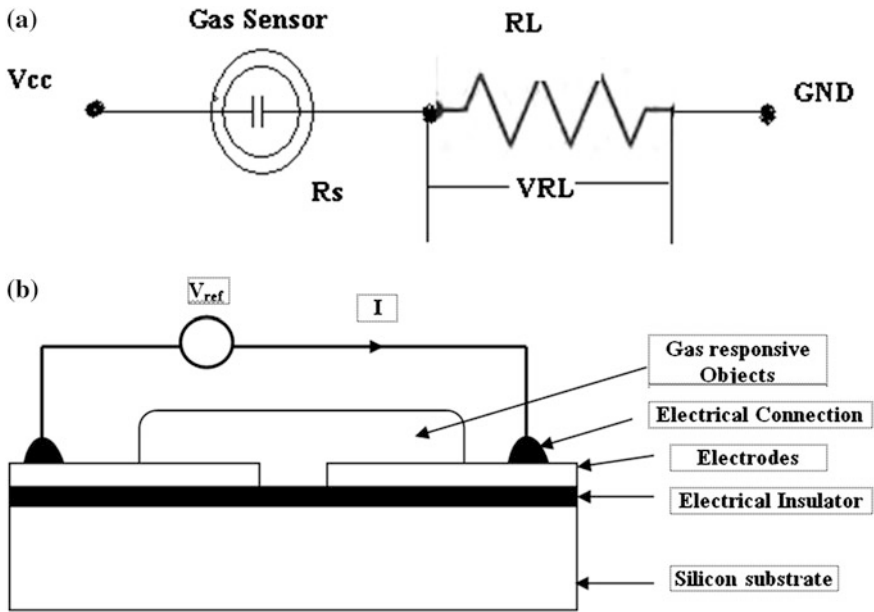 (a)
Gas Sensor
RL
Vcc
GND
Rs
VRL
(b)
Vref
I
Gas responsive
Objects
Electrical Connection
Electrodes
Electrical Insulator
Silicon substrate